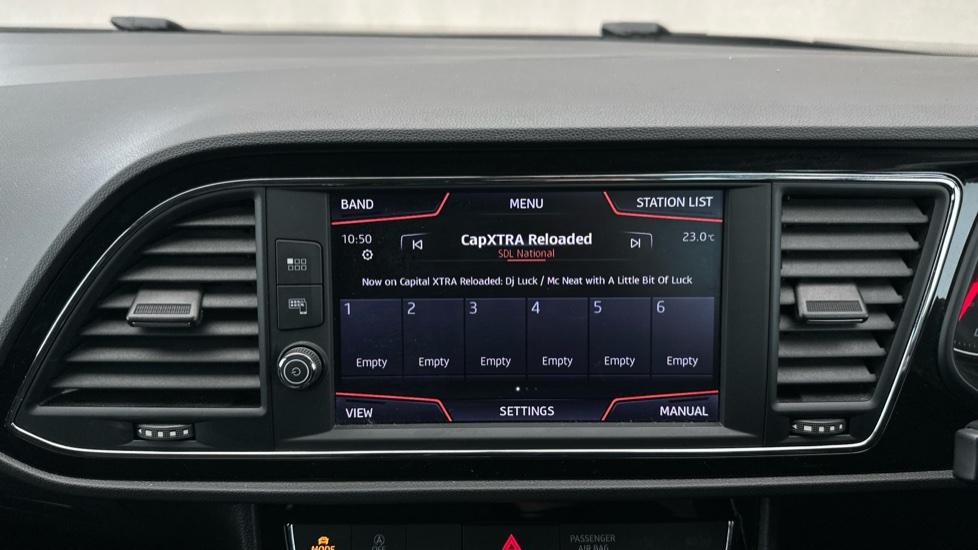 BAND MENU STATION LIST
10:50 CapXTRA Reloaded 23.0°C
SDL National
Now on Capital XTRA Reloaded: Dj Luck / Mc Neat with A Little Bit Of Luck
1 2 3 4 5 6
Empty Empty Empty Empty Empty Empty
VIEW SETTINGS MANUAL
MODE A OFF PASSENGER
AIR BAG